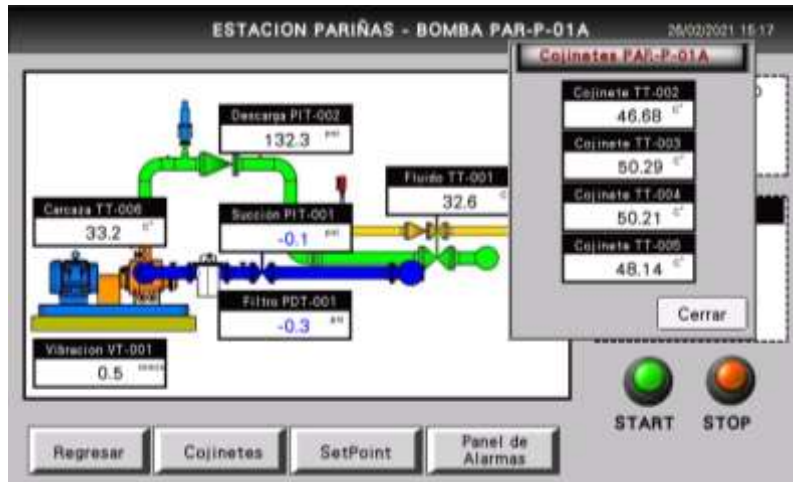 ESTACION PARIÑAS - BOMBA PAR-P-01A
26/02/2021 15:17
Cojinetes PAR-P-01A
Cojinete TT-002
46.68 C°
Cojinete TT-003
50.29 C°
Cojinete TT-004
50.21 C°
Cojinete TT-005
48.14 C°
Cerrar
Descarga PIT-002
132.3 psi
Fluido TT-001
32.6
Carcaza TT-006
33.2 C°
Succión PIT-001
-0.1 psi
Filtro PDT-001
-0.3 psi
Vibracion VT-001
0.5
START
STOP
Regresar
Cojinetes
SetPoint
Panel de
Alarmas